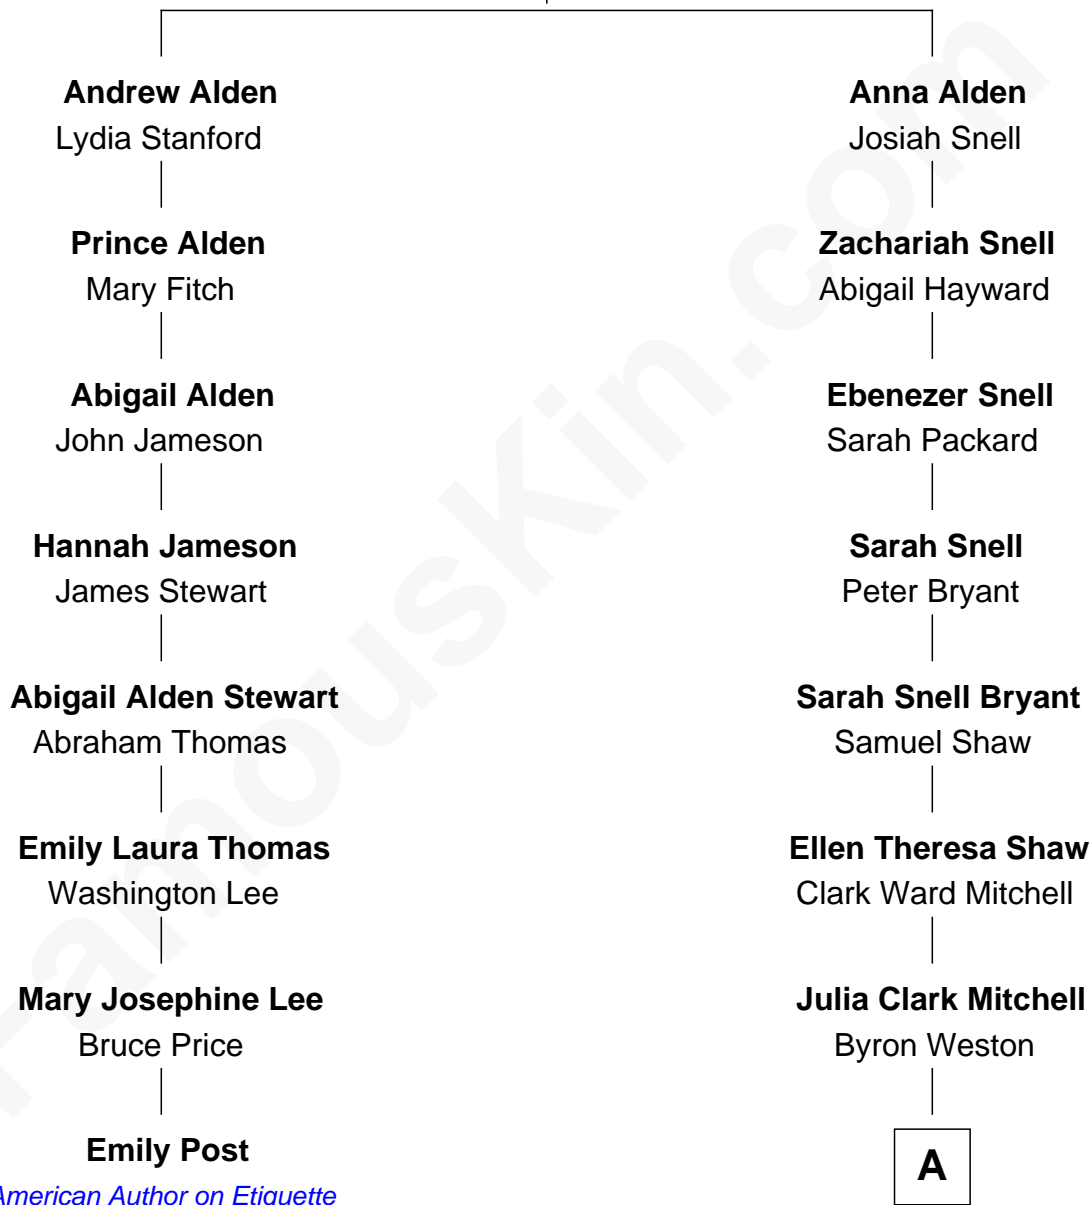 Andrew Alden
Lydia Stanford
Anna Alden
Josiah Snell
Prince Alden
Mary Fitch
Zachariah Snell
Abigail Hayward
Abigail Alden
John Jameson
Ebenezer Snell
Sarah Packard
Hannah Jameson
James Stewart
Sarah Snell
Peter Bryant
Abigail Alden Stewart
Abraham Thomas
Sarah Snell Bryant
Samuel Shaw
Emily Laura Thomas
Washington Lee
Ellen Theresa Shaw
Clark Ward Mitchell
Mary Josephine Lee
Bruce Price
Julia Clark Mitchell
Byron Weston
Emily Post
American Author on Etiquette
A
FamousKin.com